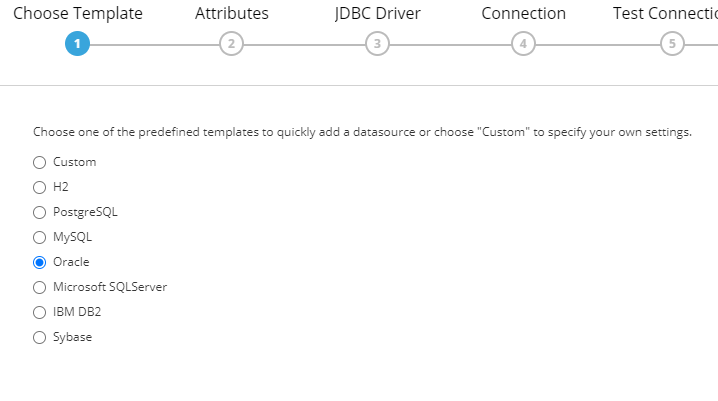 Choose Template Attributes JDBC Driver Connection Test Connectic
1 2 3 4 5
Choose one of the predefined templates to quickly add a datasource or choose "Custom" to specify your own settings.
Custom
H2
PostgreSQL
MySQL
Oracle
Microsoft SQLServer
IBM DB2
Sybase